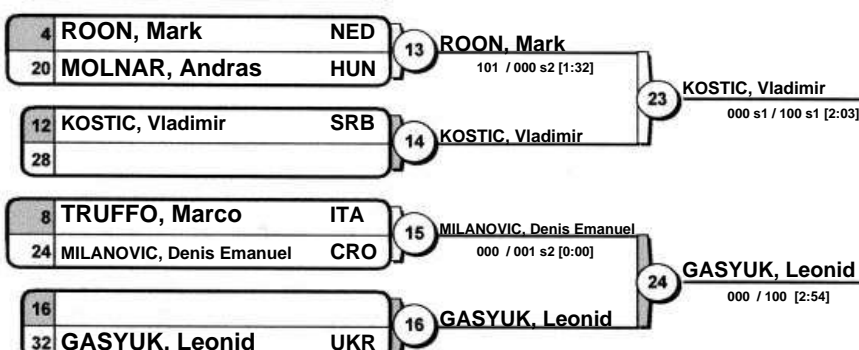 4 ROON, Mark NED
20 MOLNAR, Andras HUN
13 ROON, Mark
101 / 000 s2 [1:32]
23 KOSTIC, Vladimir
000 s1 / 100 s1 [2:03]
12 KOSTIC, Vladimir SRB
28
14 KOSTIC, Vladimir
8 TRUFFO, Marco ITA
24 MILANOVIC, Denis Emanuel CRO
15 MILANOVIC, Denis Emanuel
000 / 001 s2 [0:00]
24 GASYUK, Leonid
000 / 100 [2:54]
16
32 GASYUK, Leonid UKR
16 GASYUK, Leonid